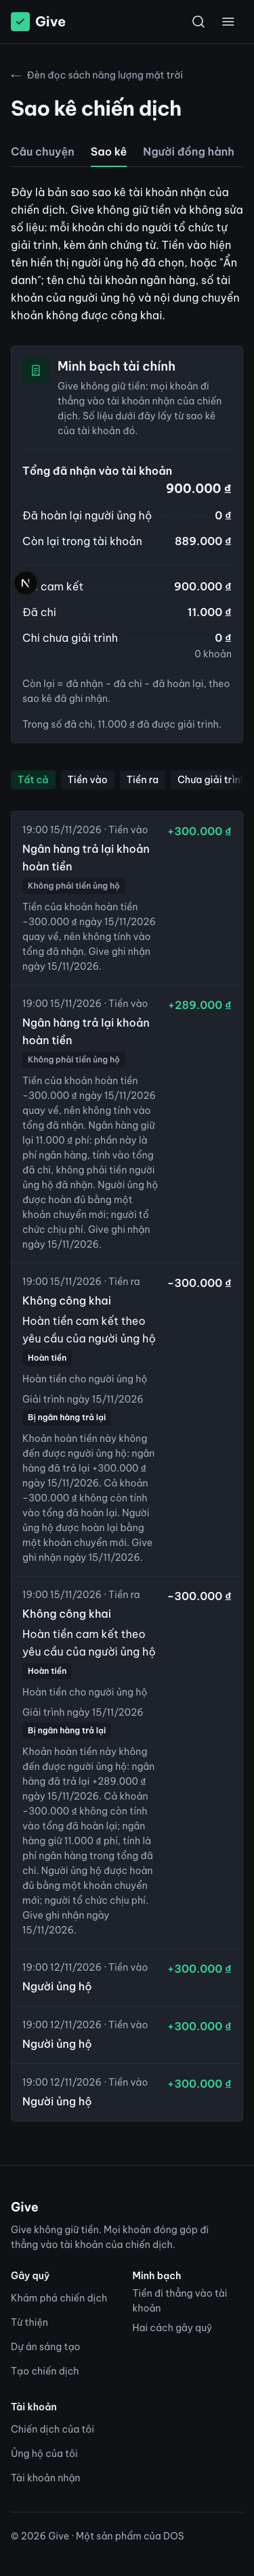 Give
← Đèn đọc sách năng lượng mặt trời
Sao kê chiến dịch
Câu chuyện
Sao kê
Người đồng hành
Đây là bản sao sao kê tài khoản nhận của
chiến dịch. Give không giữ tiền và không sửa
số liệu: mỗi khoản chi do người tổ chức tự
giải trình, kèm ảnh chứng từ. Tiền vào hiện
tên hiển thị người ủng hộ đã chọn, hoặc "Ẩn
danh"; tên chủ tài khoản ngân hàng, số tài
khoản của người ủng hộ và nội dung chuyển
khoản không được công khai.
Minh bạch tài chính
Give không giữ tiền: mọi khoản đi
thẳng vào tài khoản nhận của chiến
dịch. Số liệu dưới đây lấy từ sao kê
của tài khoản đó.
Tổng đã nhận vào tài khoản
900.000 ₫
Đã hoàn lại người ủng hộ 0 ₫
Còn lại trong tài khoản 889.000 ₫
N
cam kết 900.000 ₫
Đã chi 11.000 ₫
Chi chưa giải trình 0 ₫
0 khoản
Còn lại = đã nhận − đã chi − đã hoàn lại, theo
sao kê đã ghi nhận.
Trong số đã chi, 11.000 ₫ đã được giải trình.
Tất cả
Tiền vào
Tiền ra
Chưa giải trình
19:00 15/11/2026 · Tiền vào +300.000 ₫
Ngân hàng trả lại khoản
hoàn tiền
Không phải tiền ủng hộ
Tiền của khoản hoàn tiền
-300.000 ₫ ngày 15/11/2026
quay về, nên không tính vào
tổng đã nhận. Give ghi nhận
ngày 15/11/2026.
19:00 15/11/2026 · Tiền vào +289.000 ₫
Ngân hàng trả lại khoản
hoàn tiền
Không phải tiền ủng hộ
Tiền của khoản hoàn tiền
-300.000 ₫ ngày 15/11/2026
quay về, nên không tính vào
tổng đã nhận. Ngân hàng giữ
lại 11.000 ₫ phí: phần này là
phí ngân hàng, tính vào tổng
đã chi, không phải tiền người
ủng hộ đã nhận. Người ủng hộ
được hoàn đủ bằng một
khoản chuyển mới; người tổ
chức chịu phí. Give ghi nhận
ngày 15/11/2026.
19:00 15/11/2026 · Tiền ra -300.000 ₫
Không công khai
Hoàn tiền cam kết theo
yêu cầu của người ủng hộ
Hoàn tiền
Hoàn tiền cho người ủng hộ
Giải trình ngày 15/11/2026
Bị ngân hàng trả lại
Khoản hoàn tiền này không
đến được người ủng hộ: ngân
hàng đã trả lại +300.000 ₫
ngày 15/11/2026. Cả khoản
-300.000 ₫ không còn tính
vào tổng đã hoàn lại. Người
ủng hộ được hoàn lại bằng
một khoản chuyển mới. Give
ghi nhận ngày 15/11/2026.
19:00 15/11/2026 · Tiền ra -300.000 ₫
Không công khai
Hoàn tiền cam kết theo
yêu cầu của người ủng hộ
Hoàn tiền
Hoàn tiền cho người ủng hộ
Giải trình ngày 15/11/2026
Bị ngân hàng trả lại
Khoản hoàn tiền này không
đến được người ủng hộ: ngân
hàng đã trả lại +289.000 ₫
ngày 15/11/2026. Cả khoản
-300.000 ₫ không còn tính
vào tổng đã hoàn lại; ngân
hàng giữ 11.000 ₫ phí, tính là
phí ngân hàng trong tổng đã
chi. Người ủng hộ được hoàn
đủ bằng một khoản chuyển
mới; người tổ chức chịu phí.
Give ghi nhận ngày
15/11/2026.
19:00 12/11/2026 · Tiền vào +300.000 ₫
Người ủng hộ
19:00 12/11/2026 · Tiền vào +300.000 ₫
Người ủng hộ
19:00 12/11/2026 · Tiền vào +300.000 ₫
Người ủng hộ
Give
Give không giữ tiền. Mọi khoản đóng góp đi
thẳng vào tài khoản của chiến dịch.
Gây quỹ
Khám phá chiến dịch
Từ thiện
Dự án sáng tạo
Tạo chiến dịch
Minh bạch
Tiền đi thẳng vào tài
khoản
Hai cách gây quỹ
Tài khoản
Chiến dịch của tôi
Ủng hộ của tôi
Tài khoản nhận
© 2026 Give · Một sản phẩm của DOS